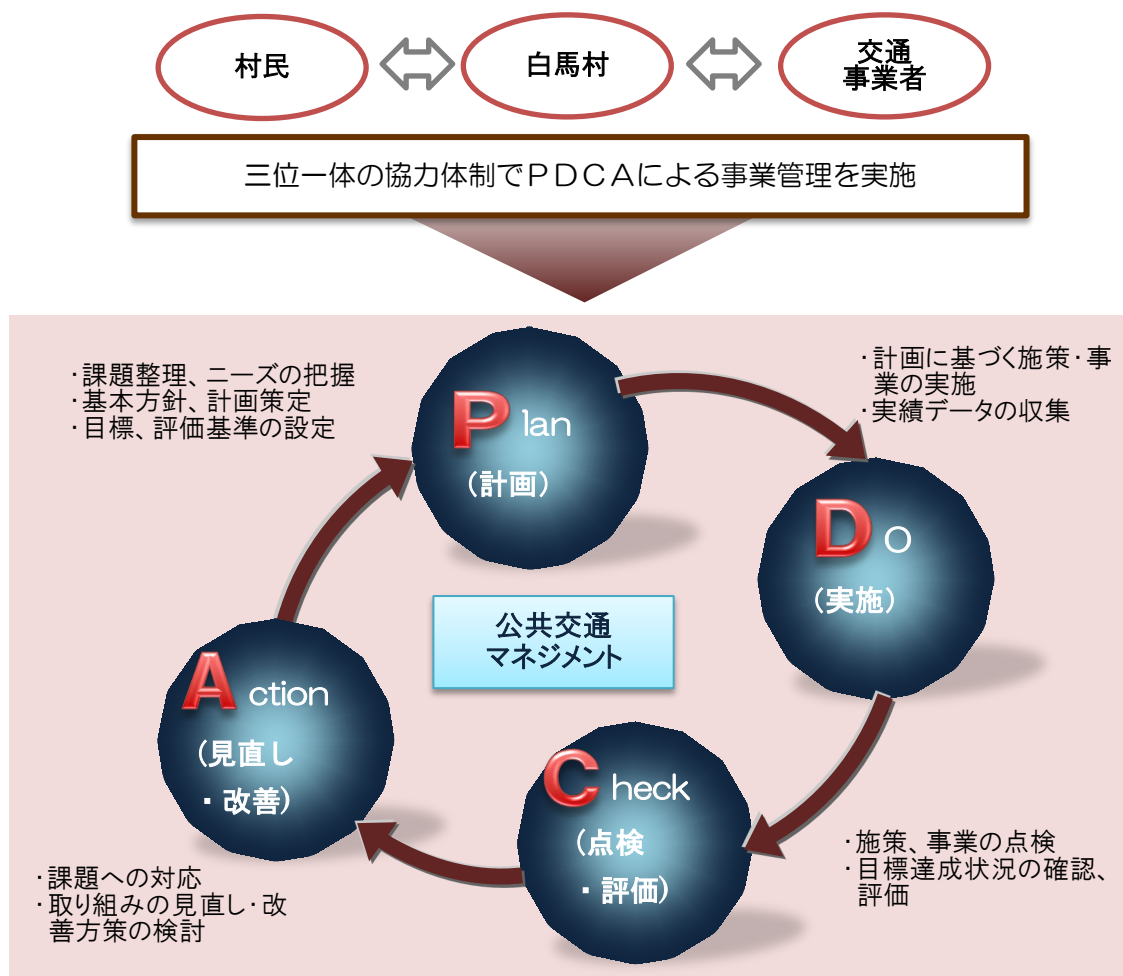 村民
白馬村
交通
事業者
三位一体の協力体制でPDCAによる事業管理を実施
・課題整理、ニーズの把握
・基本方針、計画策定
・目標、評価基準の設定
Plan
(計画)
・計画に基づく施策・事
業の実施
・実績データの収集
Do
(実施)
公共交通
マネジメント
Action
(見直し
・改善)
Check
(点検
・評価)
・施策、事業の点検
・目標達成状況の確認、
評価
・課題への対応
・取り組みの見直し・改
善方策の検討